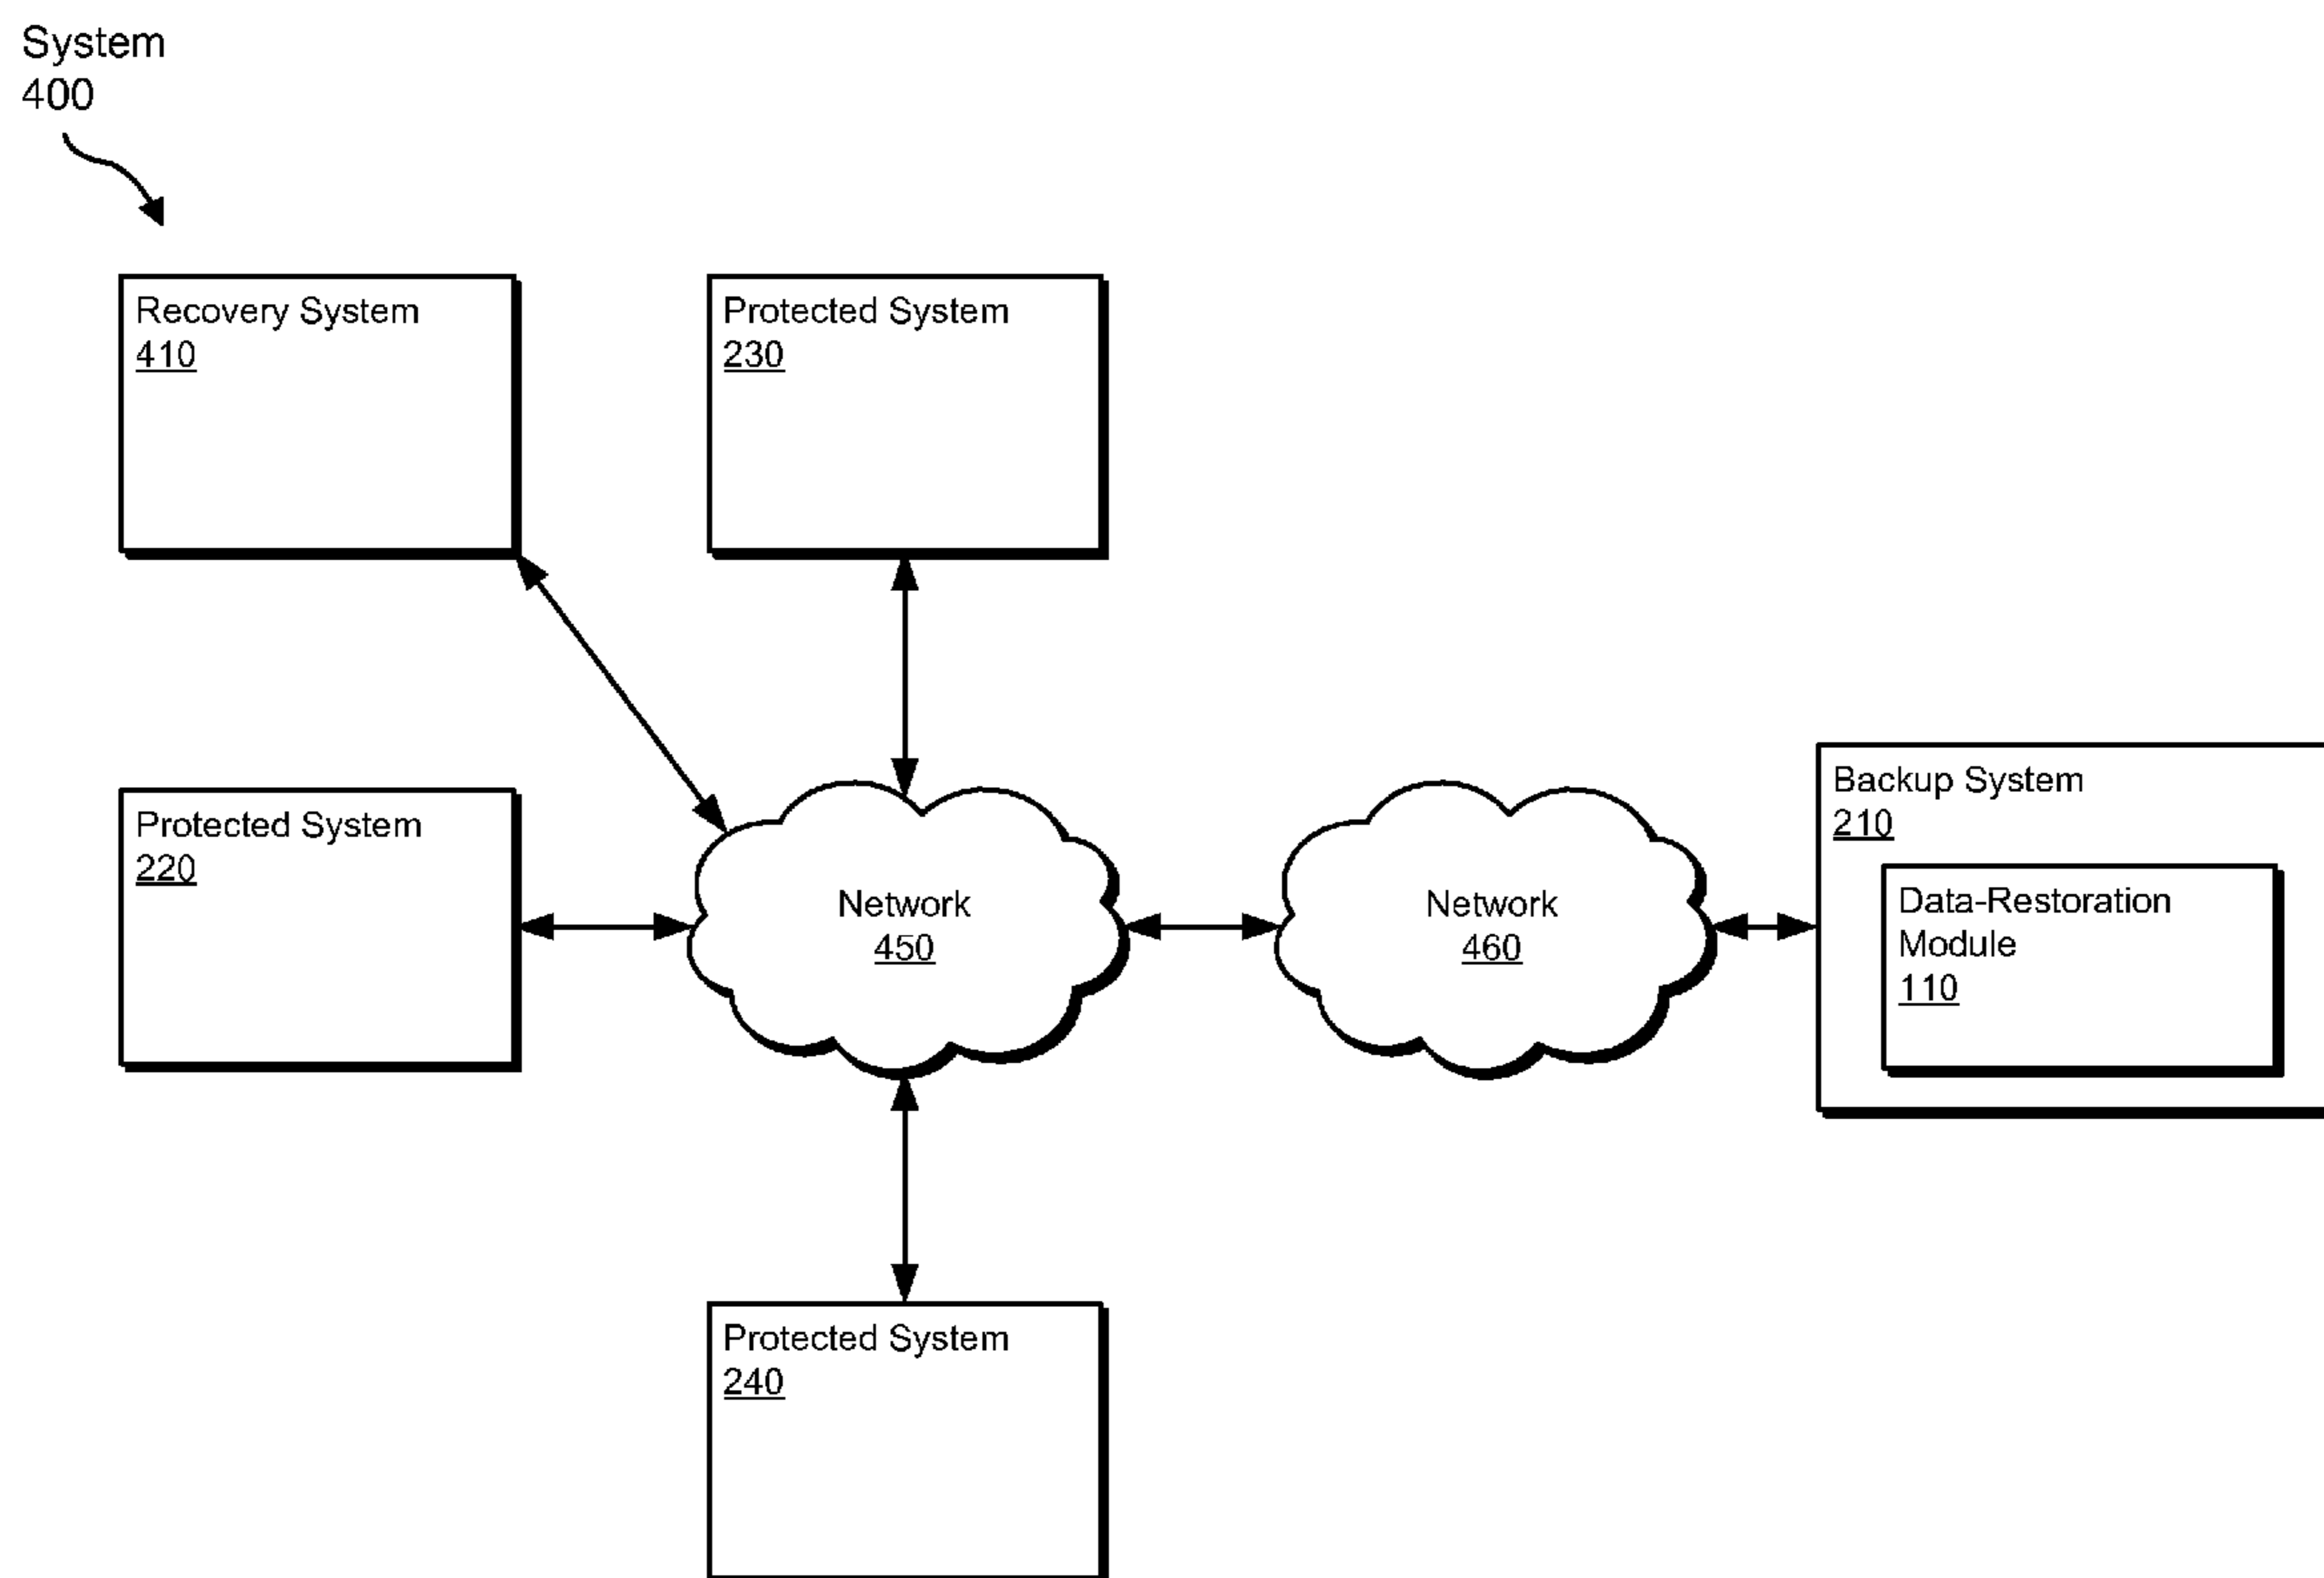 System
400
Recovery System
410
Protected System
230
Protected System
220
Network
450
Network
460
Backup System
210
Data-Restoration
Module
110
Protected System
240